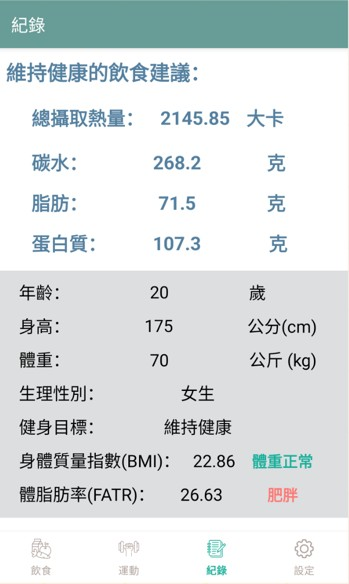 紀錄
維持健康的飲食建議：
總攝取熱量： 2145.85 大卡
碳水： 268.2 克
脂肪： 71.5 克
蛋白質： 107.3 克
年齡： 20 歲
身高： 175 公分(cm)
體重： 70 公斤 (kg)
生理性別： 女生
健身目標： 維持健康
身體質量指數(BMI)： 22.86 體重正常
體脂肪率(FATR)： 26.63 肥胖
飲食 運動 紀錄 設定